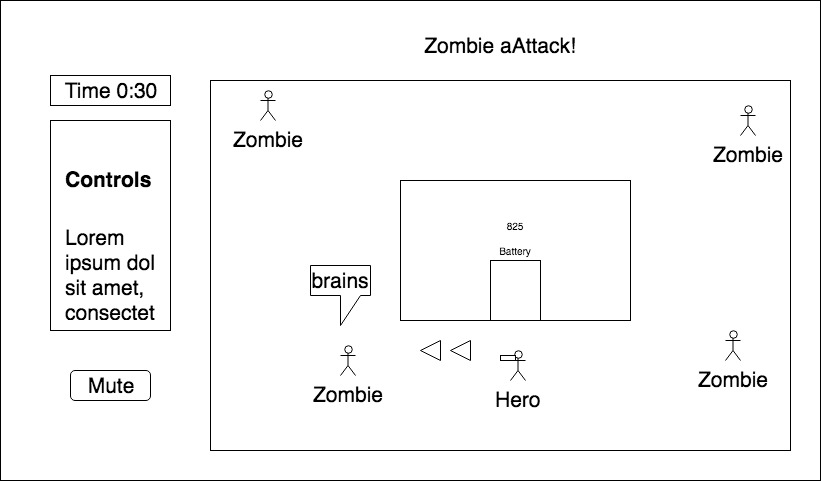 Zombie aAttack!
Time 0:30
Controls
Lorem
ipsum dol
sit amet,
consectet
Mute
Zombie
Zombie
825
Battery
brains
Zombie
Hero
Zombie